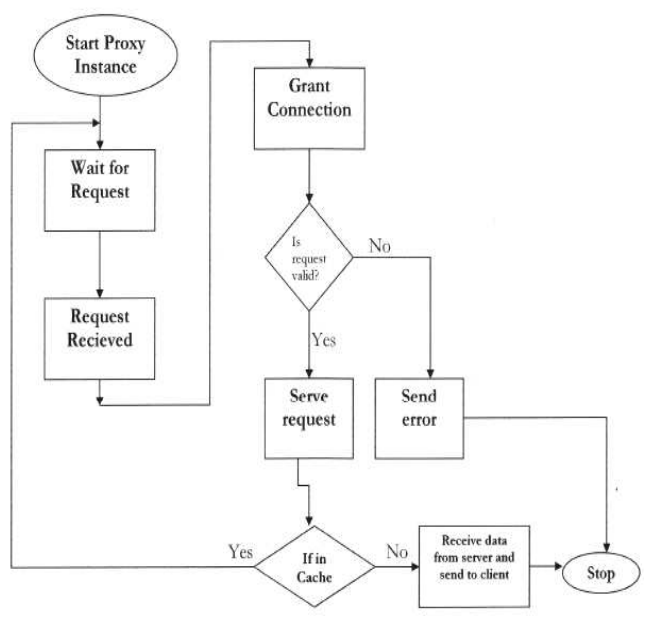 Start Proxy
Instance
Wait for
Request
Request
Recieved
Grant
Connection
Is
request
valid?
No
Yes
Serve
request
Send
error
Yes
If in
Cache
No
Receive data
from server and
send to client
Stop